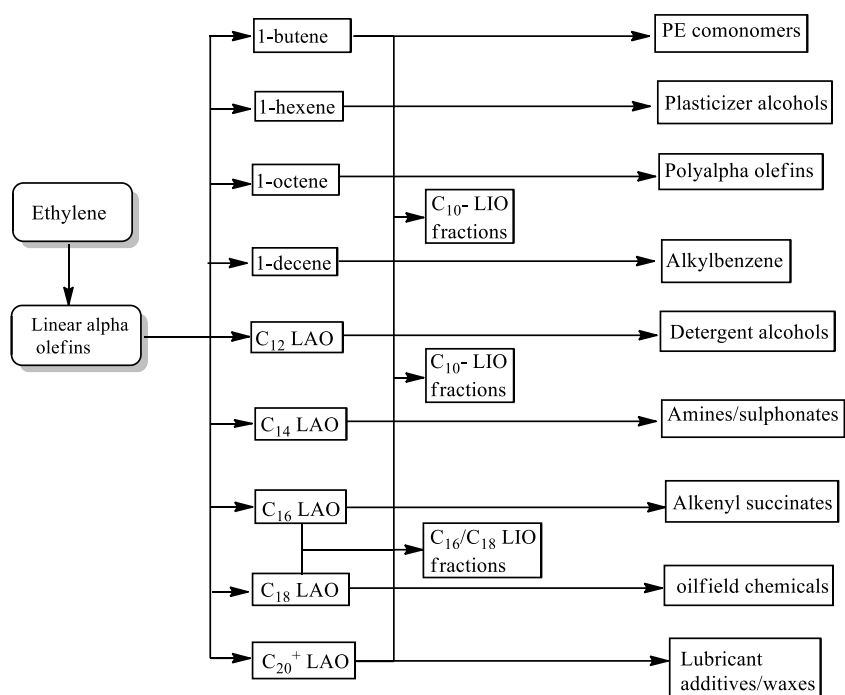 1-butene
PE comonomers
1-hexene
Plasticizer alcohols
1-octene
Polyalpha olefins
Ethylene
C₁₀- LIO
fractions
1-decene
Alkylbenzene
Linear alpha
olefins
C₁₂ LAO
Detergent alcohols
C₁₀- LIO
fractions
C₁₄ LAO
Amines/sulphonates
C₁₆ LAO
Alkenyl succinates
C₁₆/C₁₈ LIO
fractions
C₁₈ LAO
oilfield chemicals
C₂₀⁺ LAO
Lubricant
additives/waxes